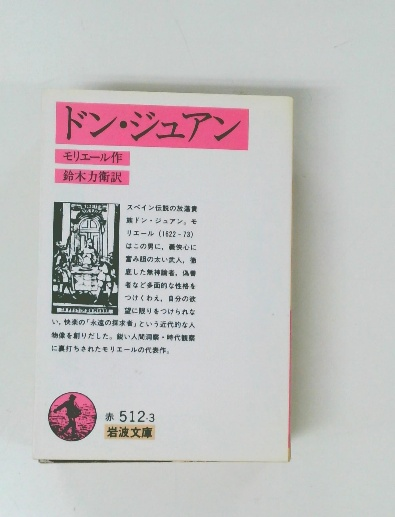 ドン・ジュアン
モリエール作
鈴木力衛訳
スペイン伝説の放蕩貴
族ドン・ジュアン。モ
リエール(1622-73)
はこの男に，義俠心に
富み胆の太い武人，徹
底した無神論者，偽善
者など多面的な性格を
つけくわえ，自分の欲
望に限りをつけられな
い，快楽の「永遠の探求者」という近代的な人
物像を創りだした。鋭い人間洞察・時代観察
に裏打ちされたモリエールの代表作。
赤 512-3
岩波文庫